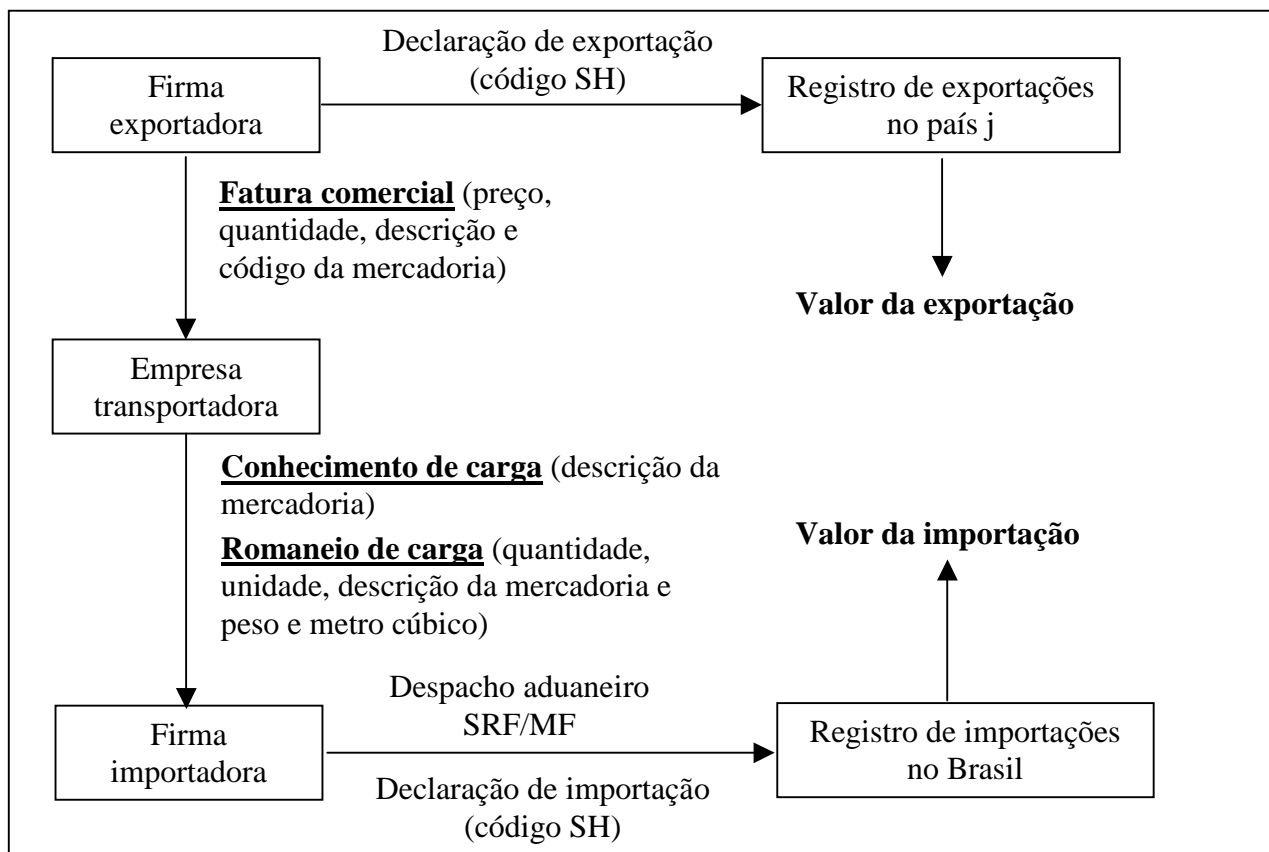 Declaração de exportação
(código SH)
Firma
exportadora
Registro de exportações
no país j
Fatura comercial (preço,
quantidade, descrição e
código da mercadoria)
Valor da exportação
Empresa
transportadora
Conhecimento de carga (descrição da
mercadoria)
Romaneio de carga (quantidade,
unidade, descrição da mercadoria e
peso e metro cúbico)
Valor da importação
Despacho aduaneiro
SRF/MF
Firma
importadora
Declaração de importação
(código SH)
Registro de importações
no Brasil